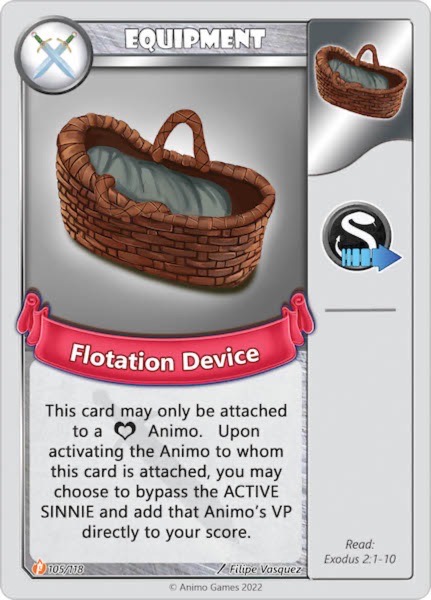 EQUIPMENT
Flotation Device
This card may only be attached
to a Animo. Upon
activating the Animo to whom
this card is attached, you may
choose to bypass the ACTIVE
SINNIE and add that Animo's VP
directly to your score.
Read:
Exodus 2:1-10
105/118
Filipe Vasquez
© Animo Games 2022